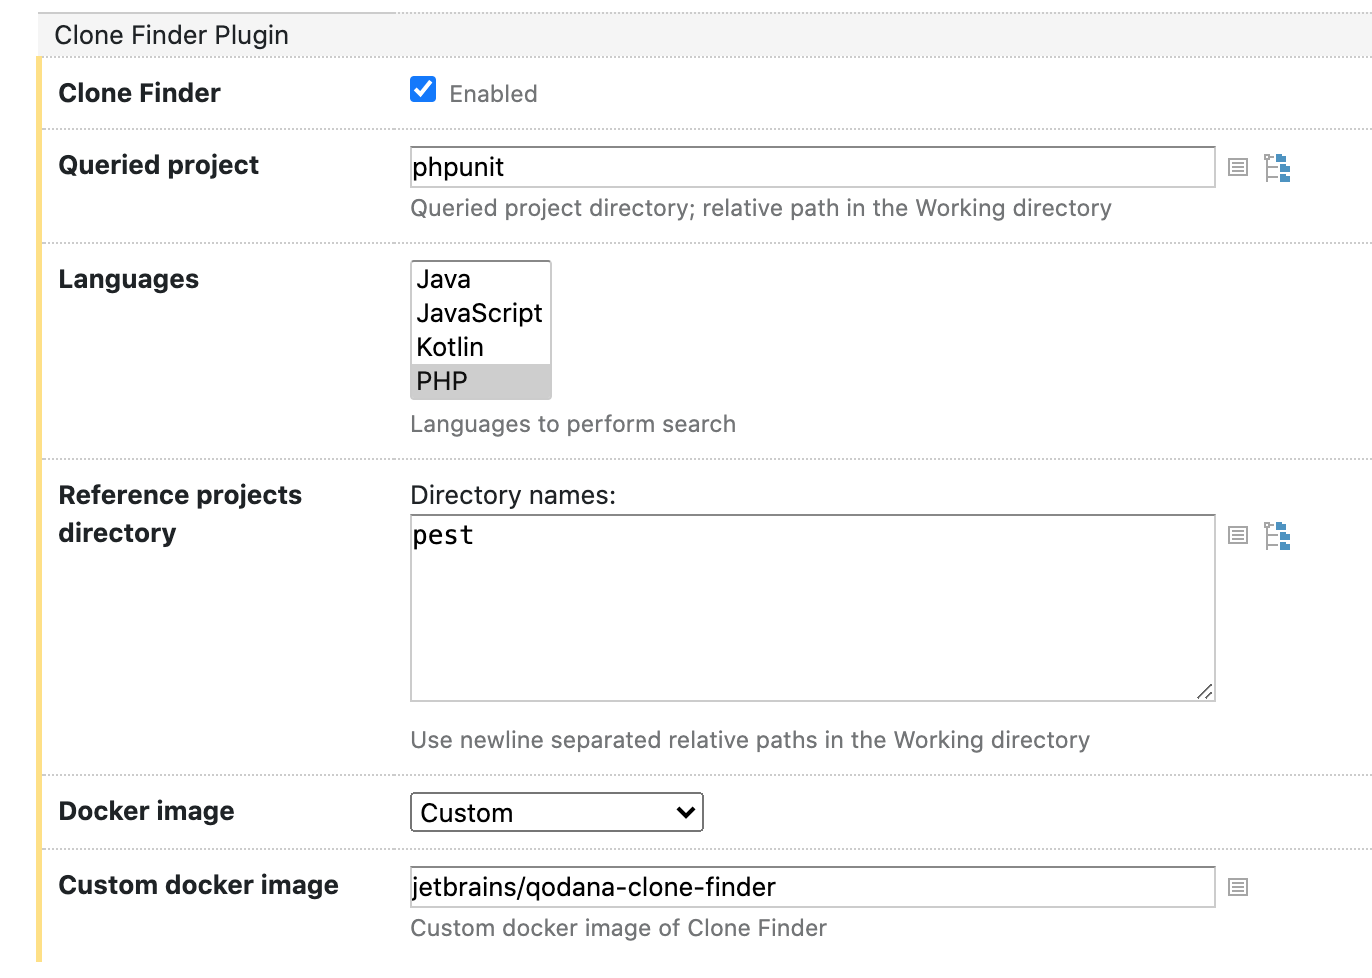 Clone Finder Plugin
Clone Finder
Enabled
Queried project
phpunit
Queried project directory; relative path in the Working directory
Languages
Java
JavaScript
Kotlin
PHP
Languages to perform search
Reference projects
directory
Directory names:
pest
Use newline separated relative paths in the Working directory
Docker image
Custom
Custom docker image
jetbrains/qodana-clone-finder
Custom docker image of Clone Finder